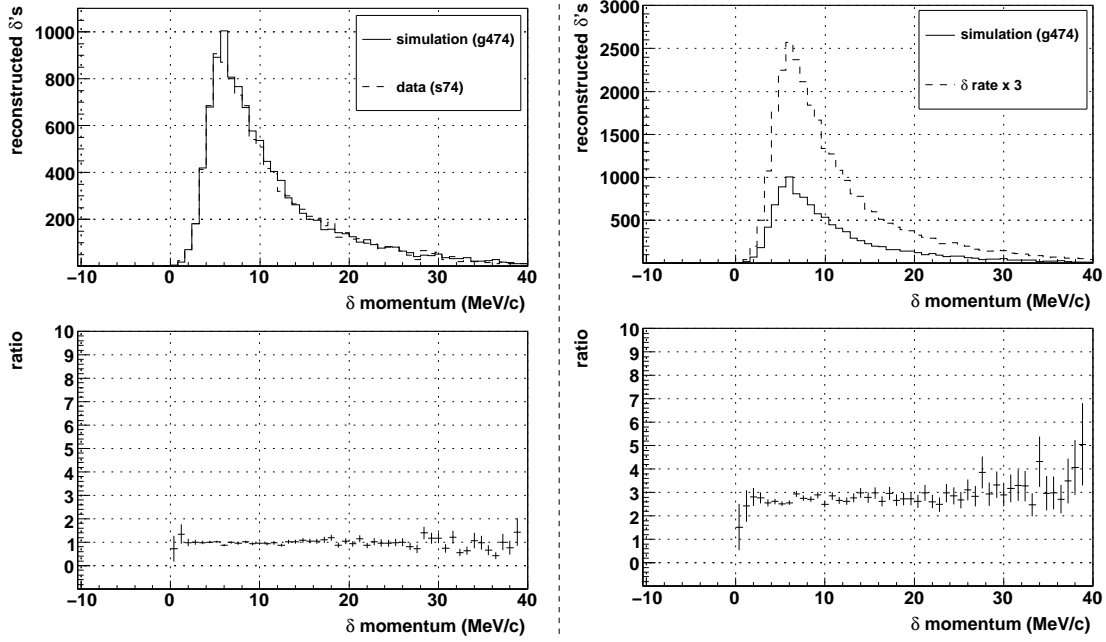 reconstructed δ's
1000
800
600
400
200
simulation (g474)
data (s74)
−10 0 10 20 30 40
δ momentum (MeV/c)
reconstructed δ's
3000
2500
2000
1500
1000
500
simulation (g474)
δ rate x 3
−10 0 10 20 30 40
δ momentum (MeV/c)
ratio
10
9
8
7
6
5
4
3
2
1
0
−10 0 10 20 30 40
δ momentum (MeV/c)
ratio
10
9
8
7
6
5
4
3
2
1
0
−10 0 10 20 30 40
δ momentum (MeV/c)